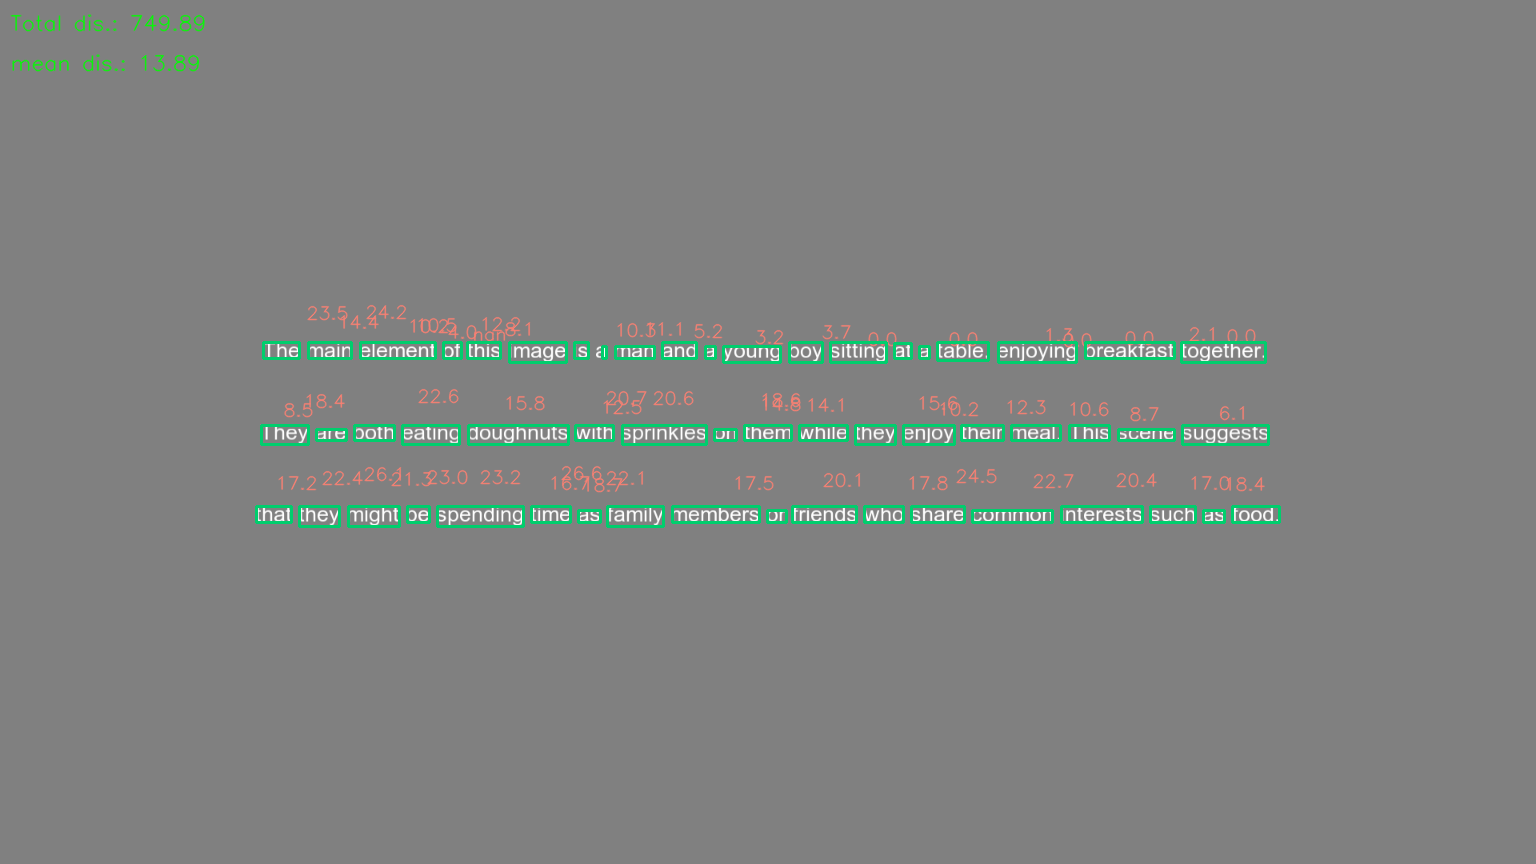 Total dis.: 749.89
mean dis.: 13.89
23.5 14.4 24.2 10.5 4.0 nan 12.2 8.1 10.3 11.1 5.2 3.2 3.7 0.0 0.0 1.3 0.0 0.0 2.1 0.0
The main element of this image is a man and a young boy sitting at a table, enjoying breakfast together.
8.5 18.4 22.6 15.8 12.5 20.7 20.6 18.6 14.8 14.1 15.6 10.2 12.3 10.6 8.7 6.1
They are both eating doughnuts with sprinkles on them while they enjoy their meal. This scene suggests
17.2 22.4 26.1 21.3 23.0 23.2 16.7 26.6 18.7 22.1 17.5 20.1 17.8 24.5 22.7 20.4 17.0 18.4
that they might be spending time as family members or friends who share common interests such as food.